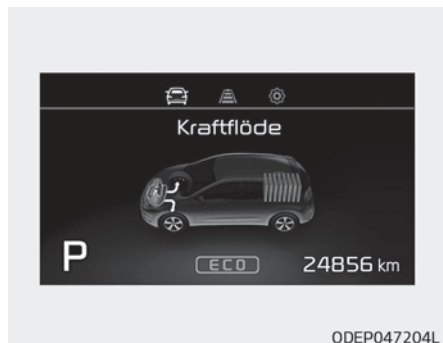 Kraftflöde
P
ECO
24856 km
ODEP047204L